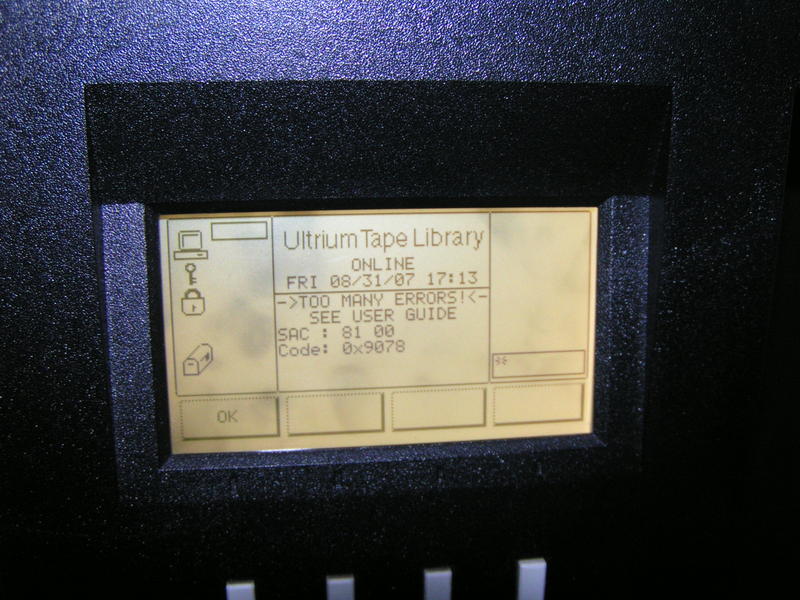 Ultrium Tape Library
ONLINE
FRI 08/31/07 17:13
->TOO MANY ERRORS!<-
SEE USER GUIDE
SAC : 81 00
Code: 0x9078
OK